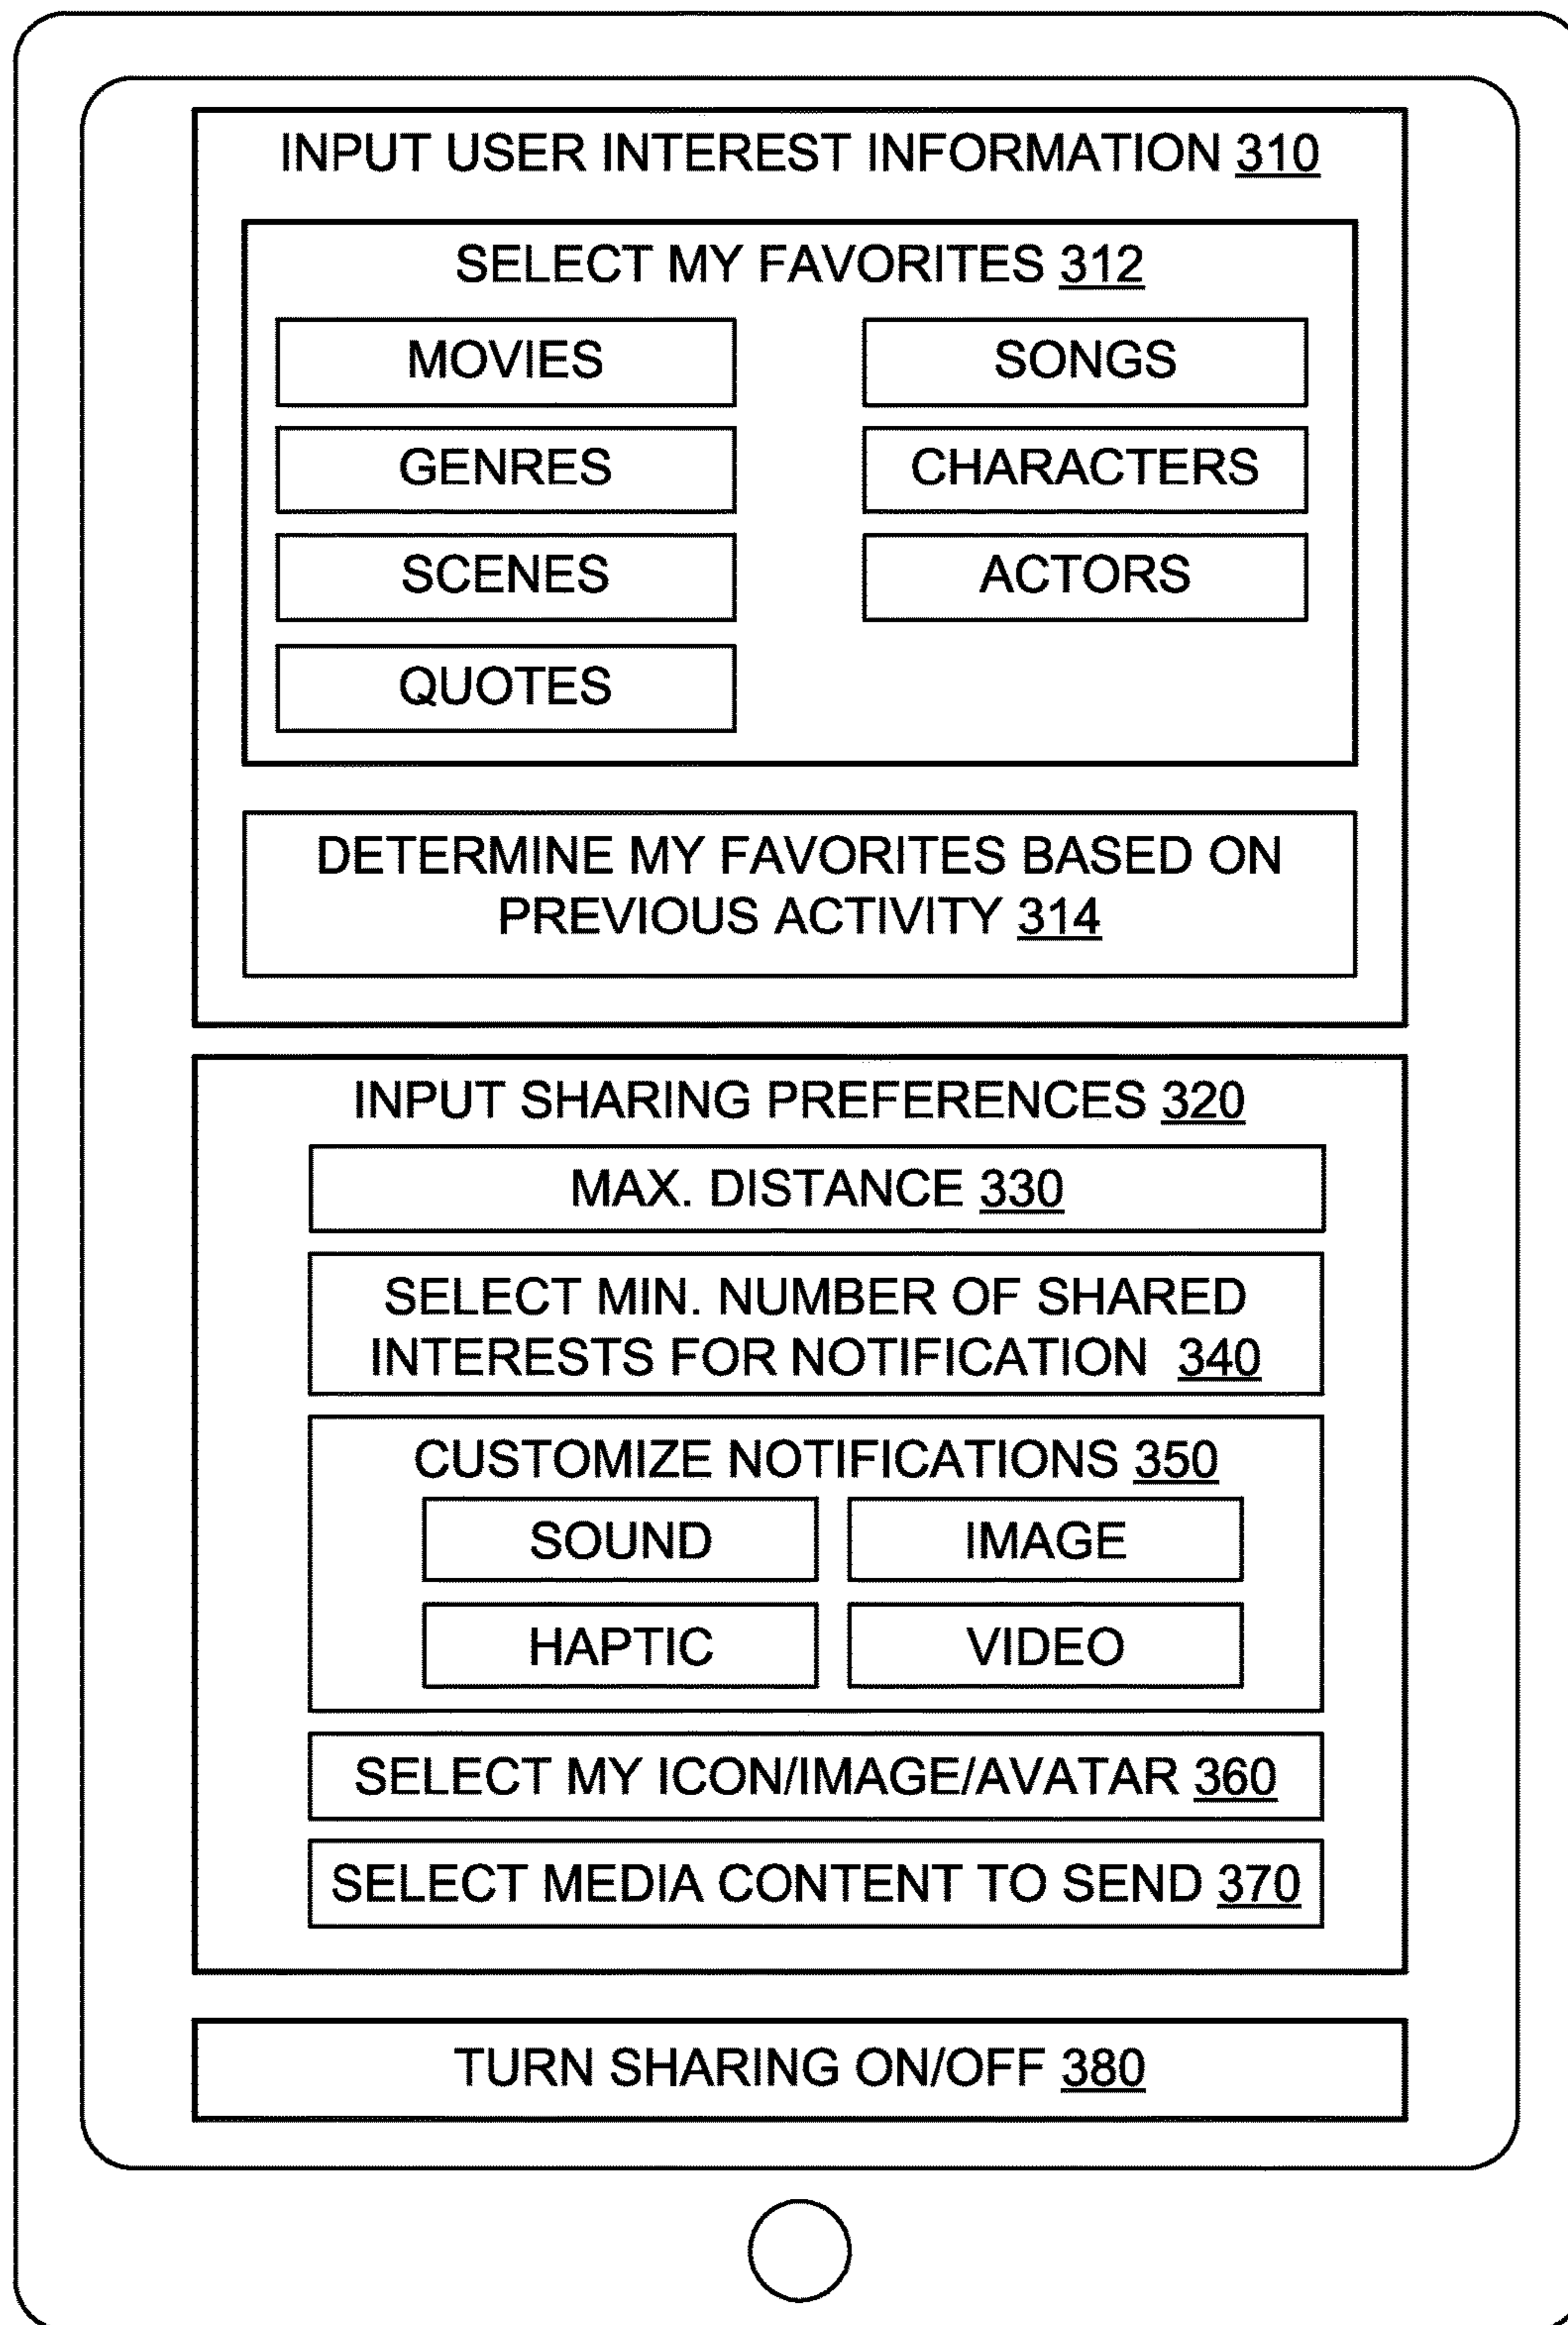 INPUT USER INTEREST INFORMATION 310
SELECT MY FAVORITES 312
MOVIES
SONGS
GENRES
CHARACTERS
SCENES
ACTORS
QUOTES
DETERMINE MY FAVORITES BASED ON
PREVIOUS ACTIVITY 314
INPUT SHARING PREFERENCES 320
MAX. DISTANCE 330
SELECT MIN. NUMBER OF SHARED
INTERESTS FOR NOTIFICATION 340
CUSTOMIZE NOTIFICATIONS 350
SOUND
IMAGE
HAPTIC
VIDEO
SELECT MY ICON/IMAGE/AVATAR 360
SELECT MEDIA CONTENT TO SEND 370
TURN SHARING ON/OFF 380